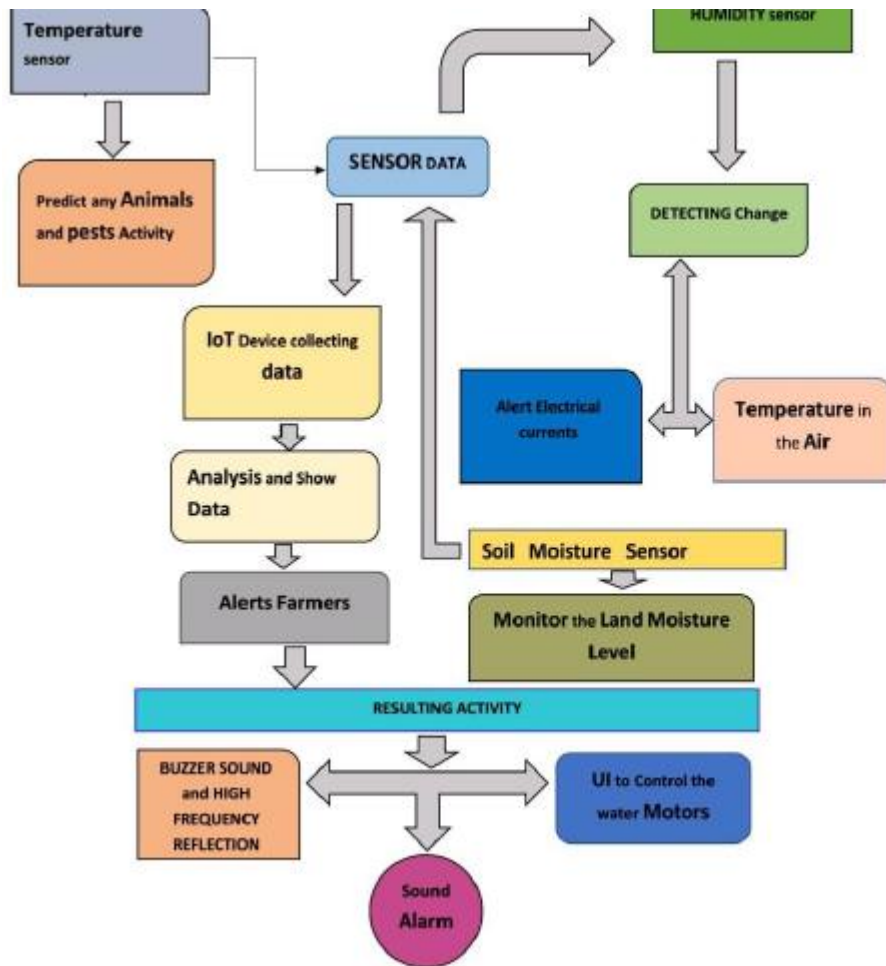 Temperature
sensor
HUMIDITY sensor
SENSOR DATA
Predict any Animals
and pests Activity
DETECTING Change
IoT Device collecting
data
Alert Electrical
currents
Temperature in
the Air
Analysis and Show
Data
Soil Moisture Sensor
Alerts Farmers
Monitor the Land Moisture
Level
RESULTING ACTIVITY
BUZZER SOUND
and HIGH
FREQUENCY
REFLECTION
UI to Control the
water Motors
Sound
Alarm